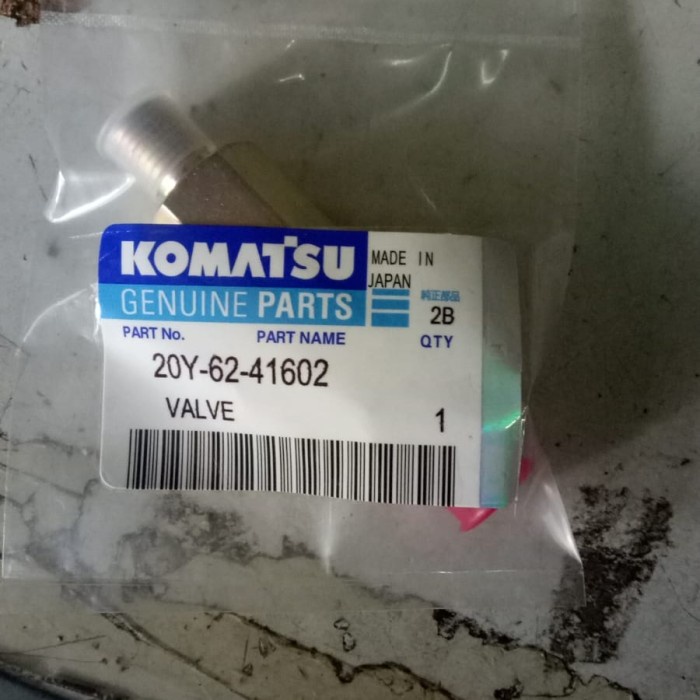 KOMATSU
MADE IN
JAPAN
GENUINE PARTS
純正部品
2B
PART No. PART NAME QTY
20Y-62-41602
VALVE 1